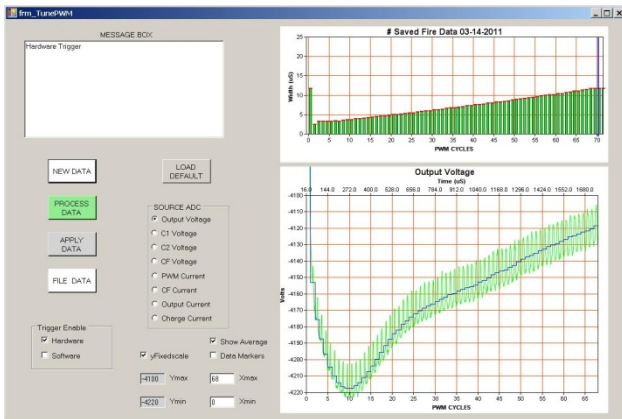 frm_TunePWM
MESSAGE BOX
Hardware Trigger
NEW DATA
LOAD
DEFAULT
PROCESS
DATA
APPLY
DATA
FILE DATA
SOURCE ADC
Output Voltage
C1 Voltage
C2 Voltage
CF Voltage
PWM Current
CF Current
Output Current
Charge Current
Trigger Enable
Hardware
Software
Show Average
yFixedscale
Data Markers
-4180 Ymax 68 Xmax
-4220 Ymin 0 Xmin
# Saved Fire Data 03-14-2011
Width (uS)
25
20
15
10
5
0
0 5 10 15 20 25 30 35 40 45 50 55 60 65 70
PWM CYCLES
Output Voltage
Time (uS)
16.0 144.0 272.0 400.0 528.0 656.0 784.0 912.0 1040.0 1168.0 1296.0 1424.0 1552.0 1680.0
Volts
-4110
-4120
-4130
-4140
-4150
-4160
-4170
-4180
-4190
-4200
-4210
-4220
0 5 10 15 20 25 30 35 40 45 50 55 60 65
PWM CYCLES